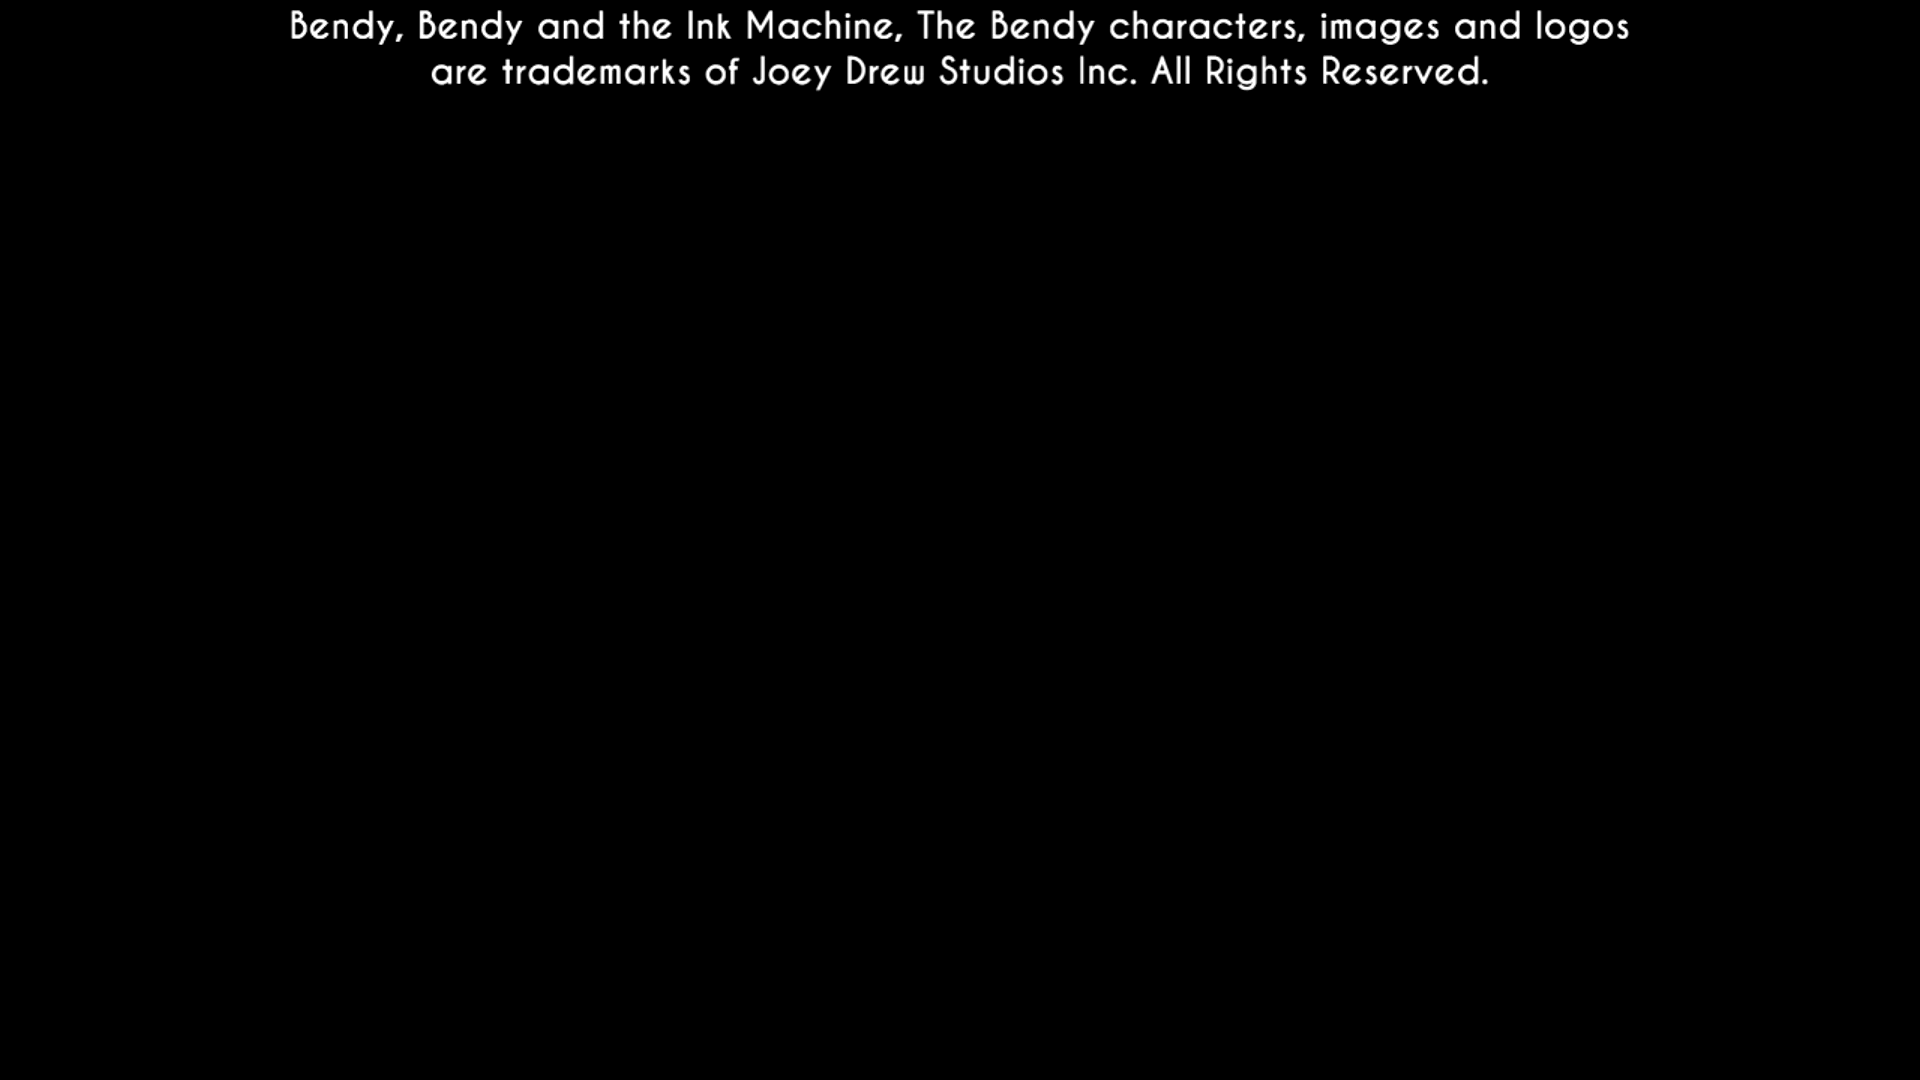 Bendy, Bendy and the Ink Machine, The Bendy characters, images and logos
are trademarks of Joey Drew Studios Inc. All Rights Reserved.